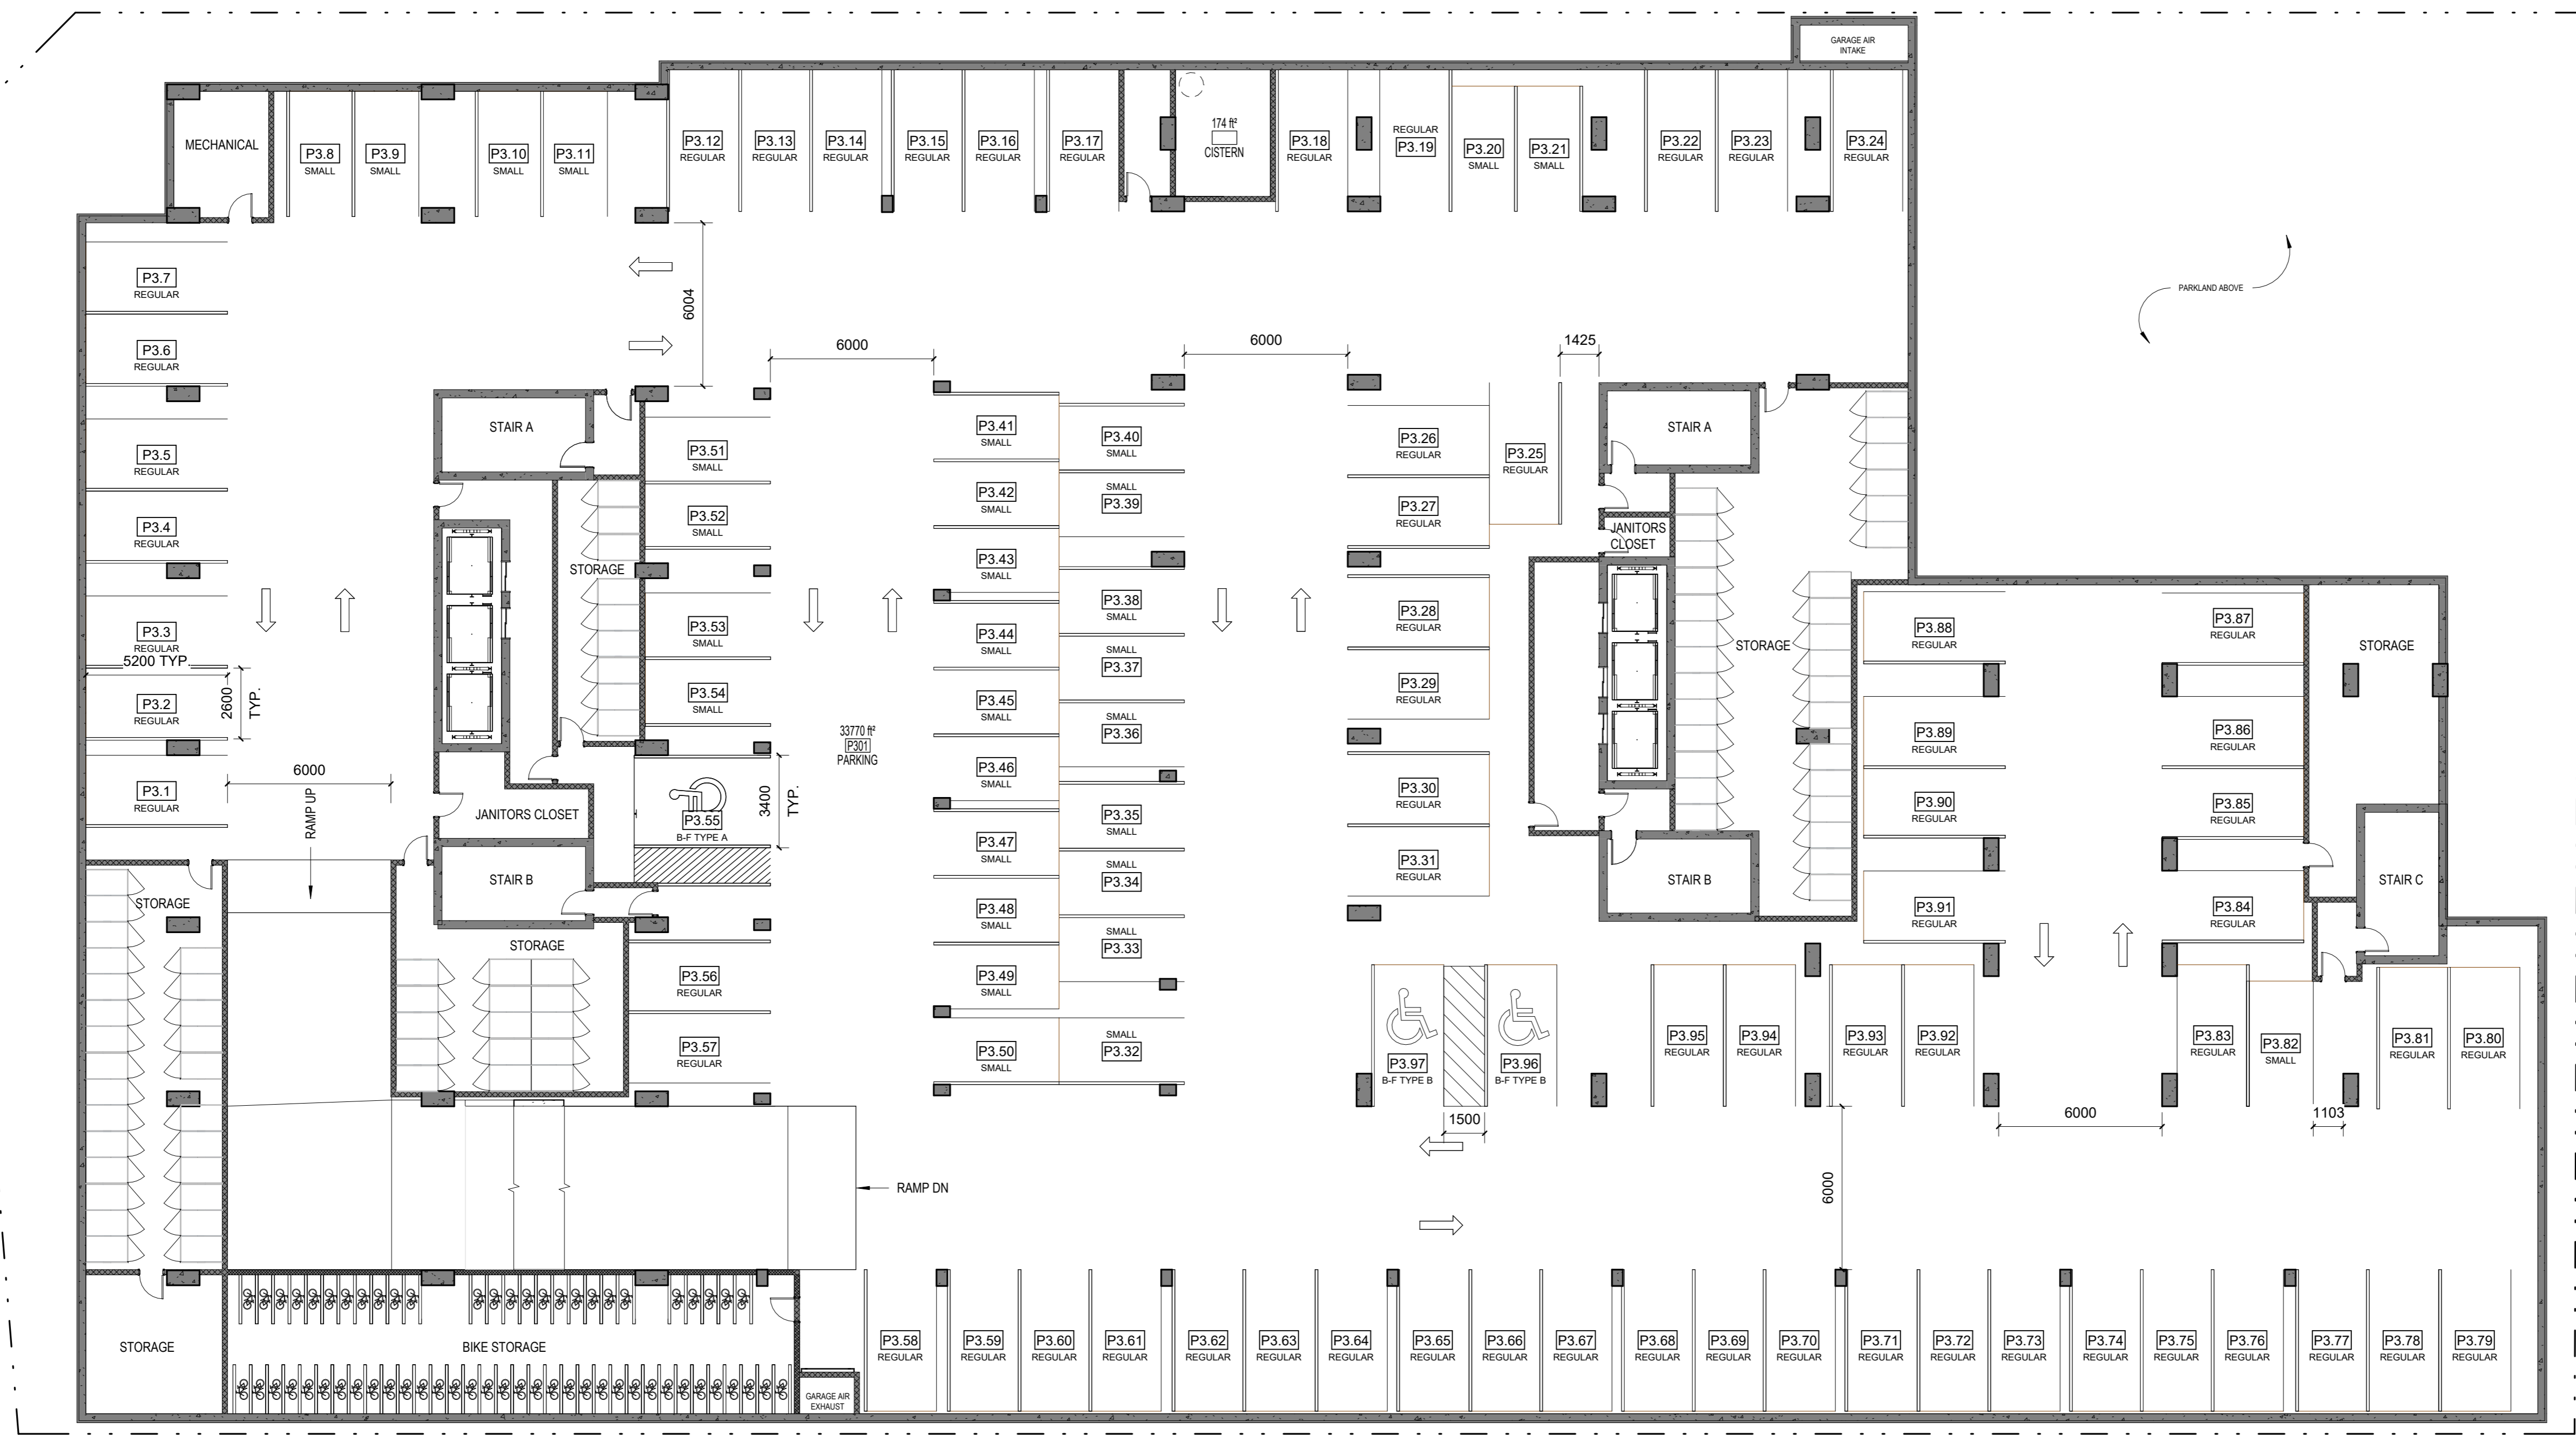 GARAGE AIR
INTAKE
MECHANICAL
P3.8
SMALL
P3.9
SMALL
P3.10
SMALL
P3.11
SMALL
P3.12
REGULAR
P3.13
REGULAR
P3.14
REGULAR
P3.15
REGULAR
P3.16
REGULAR
P3.17
REGULAR
174 ft²
CISTERN
P3.18
REGULAR
REGULAR
P3.19
P3.20
SMALL
P3.21
SMALL
P3.22
REGULAR
P3.23
REGULAR
P3.24
REGULAR
PARKLAND ABOVE
P3.7
REGULAR
P3.6
REGULAR
P3.5
REGULAR
P3.4
REGULAR
P3.3
REGULAR
5200 TYP.
P3.2
REGULAR
2600
TYP.
P3.1
REGULAR
6000
RAMP UP
6004
6000
6000
1425
STAIR A
STORAGE
JANITORS CLOSET
STAIR B
STORAGE
STORAGE
P3.51
SMALL
P3.52
SMALL
P3.53
SMALL
P3.54
SMALL
P3.55
B-F TYPE A
3400
TYP.
P3.56
REGULAR
P3.57
REGULAR
33770 ft²
P301
PARKING
P3.41
SMALL
P3.42
SMALL
P3.43
SMALL
P3.44
SMALL
P3.45
SMALL
P3.46
SMALL
P3.47
SMALL
P3.48
SMALL
P3.49
SMALL
P3.50
SMALL
P3.40
SMALL
SMALL
P3.39
P3.38
SMALL
SMALL
P3.37
SMALL
P3.36
P3.35
SMALL
SMALL
P3.34
SMALL
P3.33
SMALL
P3.32
P3.26
REGULAR
P3.27
REGULAR
P3.28
REGULAR
P3.29
REGULAR
P3.30
REGULAR
P3.31
REGULAR
P3.25
REGULAR
STAIR A
JANITORS
CLOSET
STORAGE
STAIR B
P3.88
REGULAR
P3.89
REGULAR
P3.90
REGULAR
P3.91
REGULAR
P3.87
REGULAR
P3.86
REGULAR
P3.85
REGULAR
P3.84
REGULAR
STORAGE
STAIR C
P3.97
B-F TYPE B
P3.96
B-F TYPE B
1500
P3.95
REGULAR
P3.94
REGULAR
P3.93
REGULAR
P3.92
REGULAR
P3.83
REGULAR
P3.82
SMALL
P3.81
REGULAR
P3.80
REGULAR
6000
1103
6000
RAMP DN
STORAGE
BIKE STORAGE
GARAGE AIR
EXHAUST
P3.58
REGULAR
P3.59
REGULAR
P3.60
REGULAR
P3.61
REGULAR
P3.62
REGULAR
P3.63
REGULAR
P3.64
REGULAR
P3.65
REGULAR
P3.66
REGULAR
P3.67
REGULAR
P3.68
REGULAR
P3.69
REGULAR
P3.70
REGULAR
P3.71
REGULAR
P3.72
REGULAR
P3.73
REGULAR
P3.74
REGULAR
P3.75
REGULAR
P3.76
REGULAR
P3.77
REGULAR
P3.78
REGULAR
P3.79
REGULAR